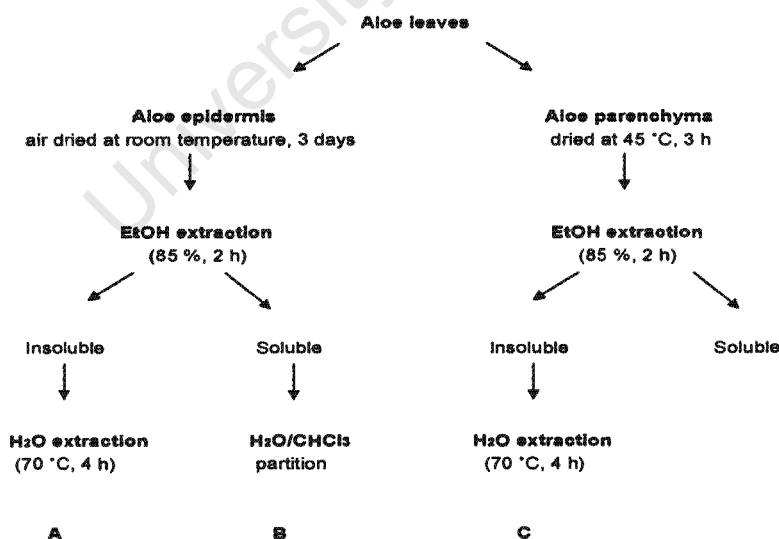 University
Aloe leaves
Aloe epidermis
air dried at room temperature, 3 days
Aloe parenchyma
dried at 45 °C, 3 h
EtOH extraction
(85 %, 2 h)
EtOH extraction
(85 %, 2 h)
Insoluble
Soluble
Insoluble
Soluble
H₂O extraction
(70 °C, 4 h)
H₂O/CHCl₃
partition
H₂O extraction
(70 °C, 4 h)
A
B
C